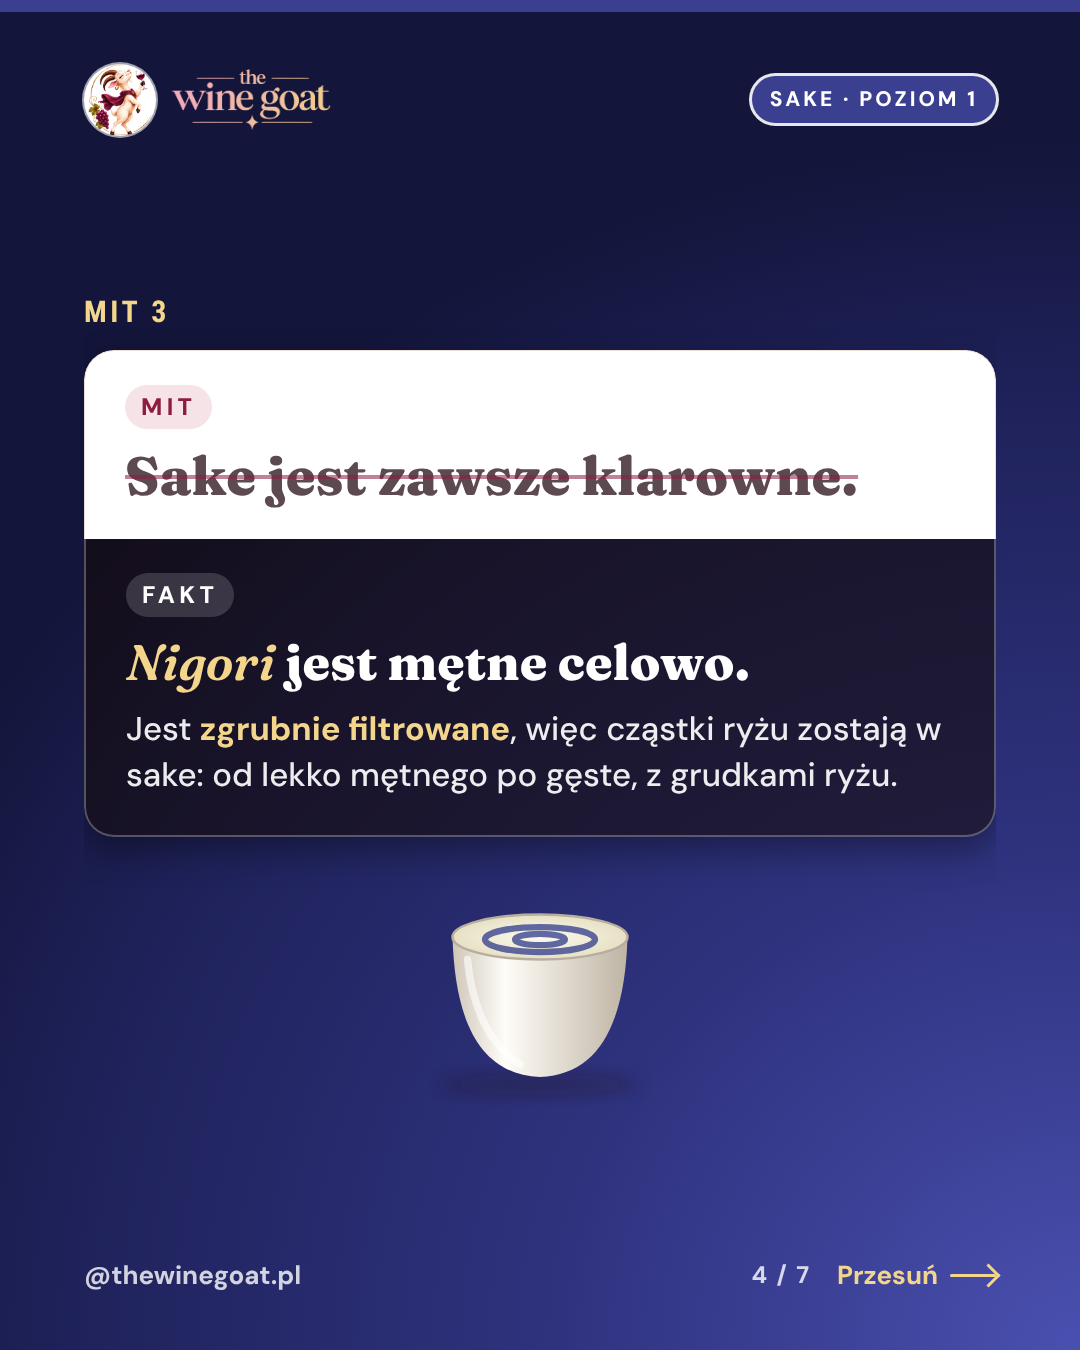 the
wine goat
SAKE · POZIOM 1
MIT 3
MIT
Sake jest zawsze klarowne.
FAKT
Nigori jest mętne celowo.
Jest zgrubnie filtrowane, więc cząstki ryżu zostają w
sake: od lekko mętnego po gęste, z grudkami ryżu.
@thewinegoat.pl
4 / 7 Przesuń